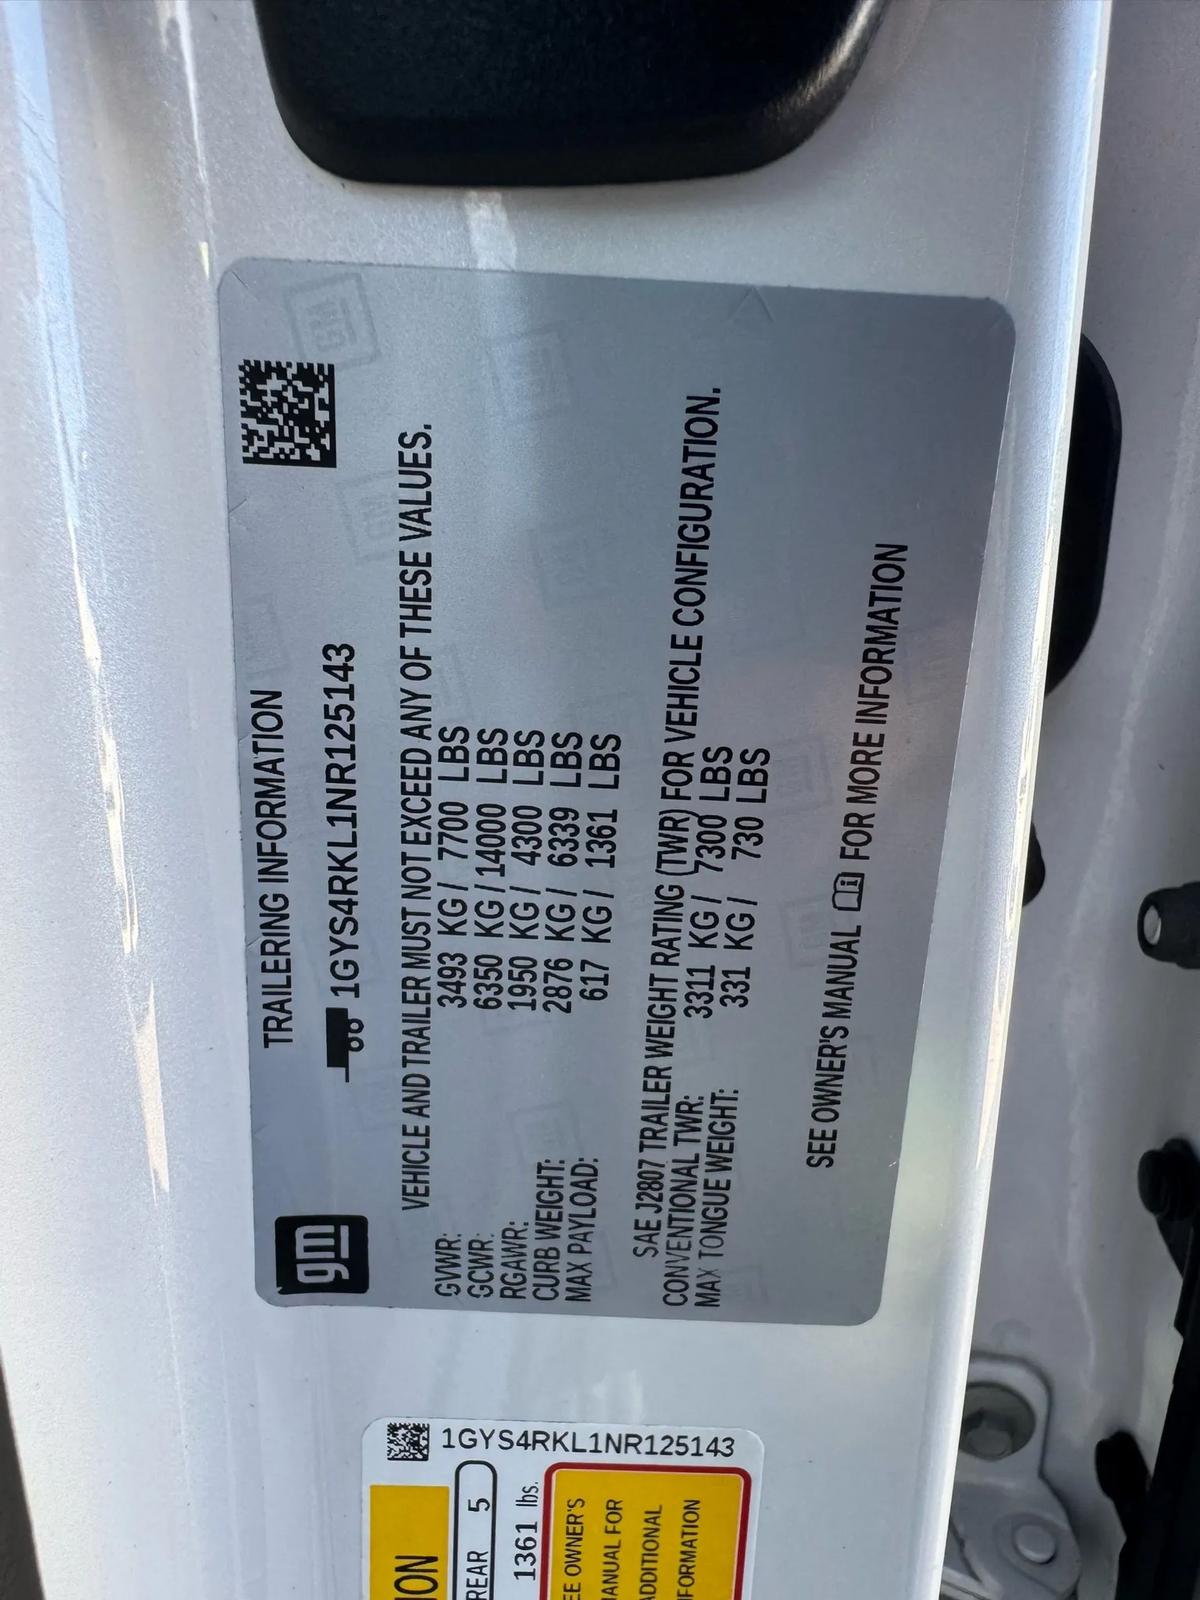 gm
TRAILERING INFORMATION
1GYS4RKL1NR125143
VEHICLE AND TRAILER MUST NOT EXCEED ANY OF THESE VALUES.
GVWR: 3493 KG / 7700 LBS
GCWR: 6350 KG / 14000 LBS
RGAWR: 1950 KG / 4300 LBS
CURB WEIGHT: 2876 KG / 6339 LBS
MAX PAYLOAD: 617 KG / 1361 LBS
SAE J2807 TRAILER WEIGHT RATING (TWR) FOR VEHICLE CONFIGURATION.
CONVENTIONAL TWR: 3311 KG / 7300 LBS
MAX TONGUE WEIGHT: 331 KG / 730 LBS
SEE OWNER'S MANUAL FOR MORE INFORMATION
1GYS4RKL1NR125143
ION
REAR 5
1361 lbs.
EE OWNER'S
ANUAL FOR
ADDITIONAL
FORMATION